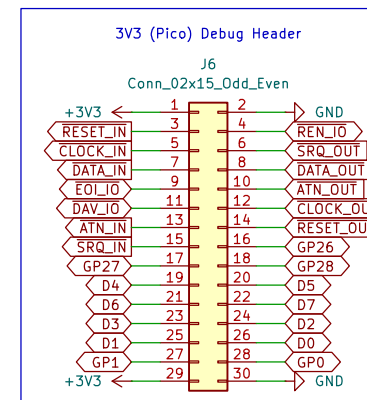 3V3 (Pico) Debug Header
J6
Conn_02x15_Odd_Even
+3V3 1 2 GND
RESET_IN 3 4 REN_IO
CLOCK_IN 5 6 SRQ_OUT
DATA_IN 7 8 DATA_OUT
EOI_IO 9 10 ATN_OUT
DAV_IO 11 12 CLOCK_OU
ATN_IN 13 14 RESET_OU
SRQ_IN 15 16 GP26
GP27 17 18 GP28
D4 19 20 D5
D6 21 22 D7
D3 23 24 D2
D1 25 26 D0
GP1 27 28 GP0
+3V3 29 30 GND